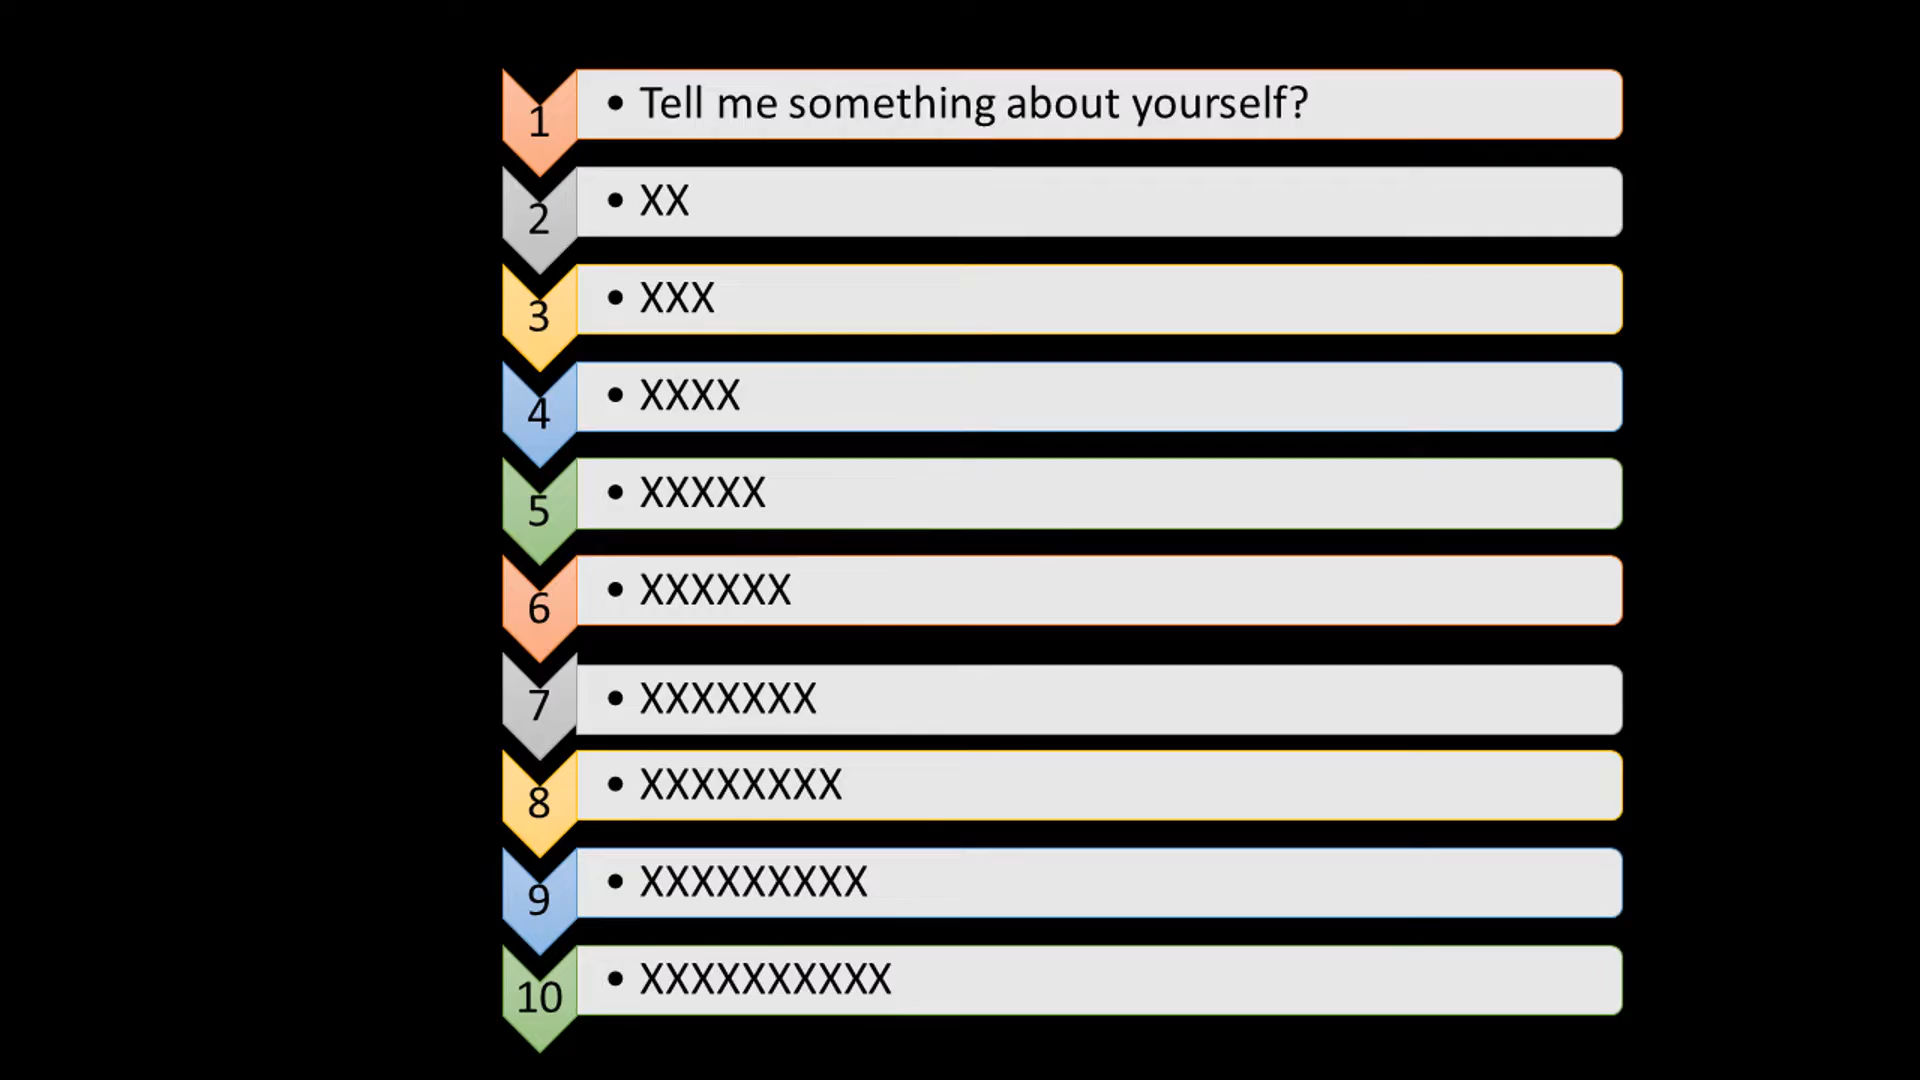 1 • Tell me something about yourself?
2 • XX
3 • XXX
4 • XXXX
5 • XXXXX
6 • XXXXXX
7 • XXXXXXX
8 • XXXXXXXX
9 • XXXXXXXXX
10 • XXXXXXXXXX